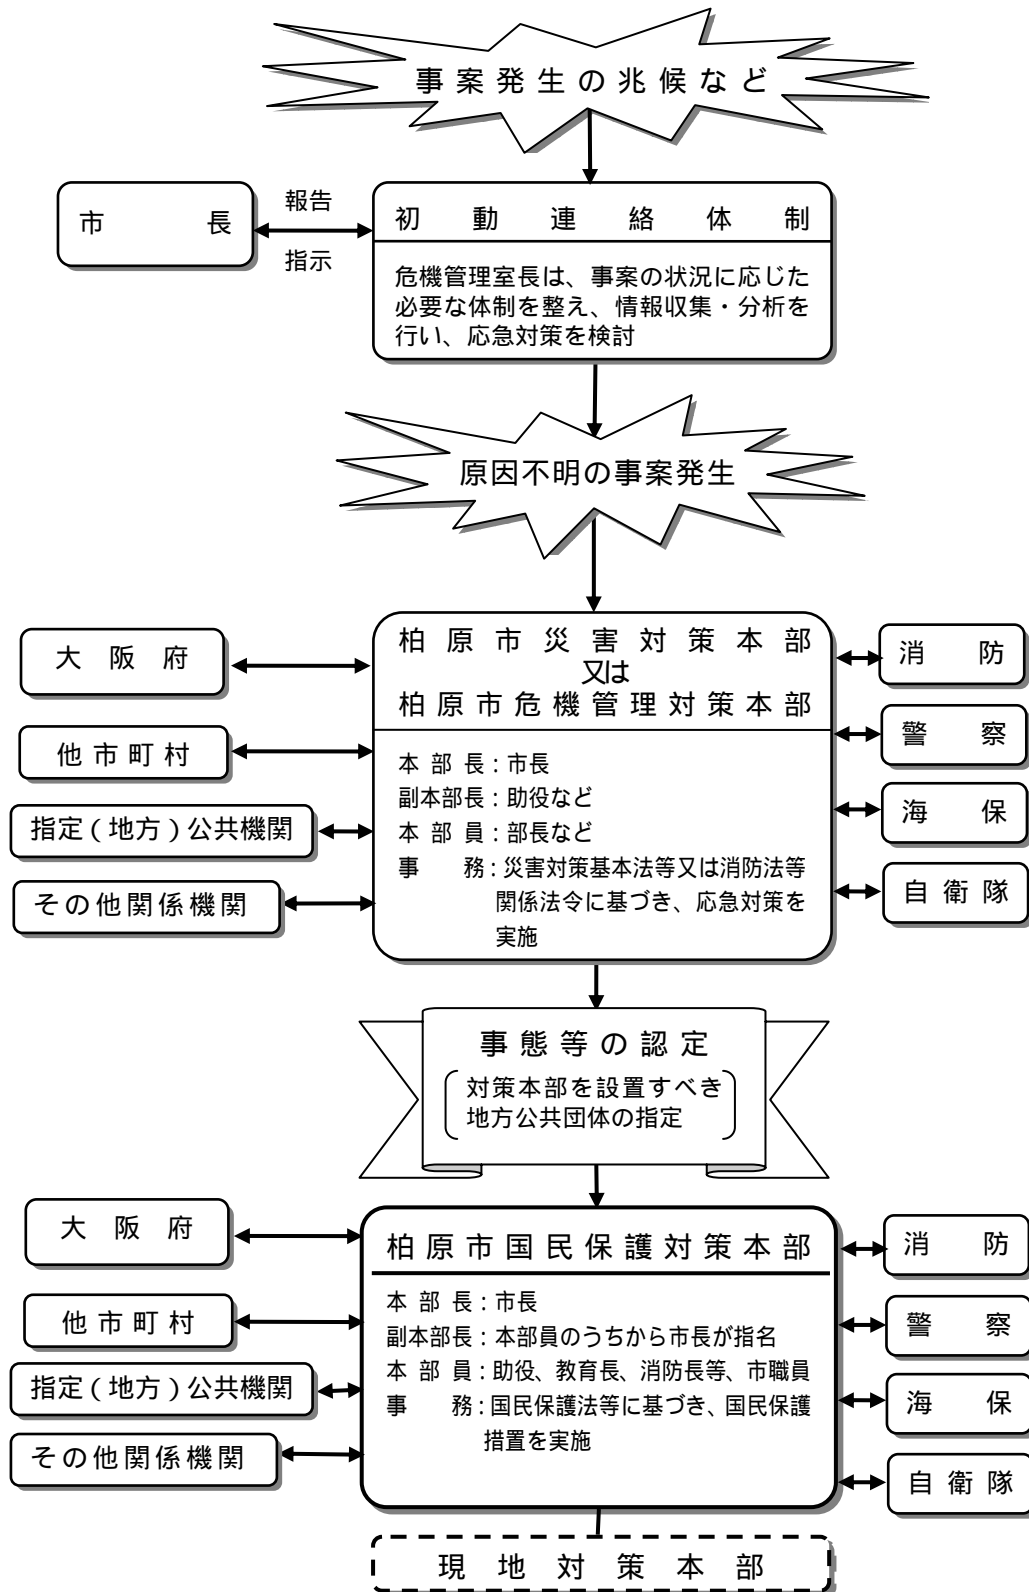 事案発生の兆候など
市長
報告
指示
初動連絡体制
危機管理室長は、事案の状況に応じた
必要な体制を整え、情報収集・分析を
行い、応急対策を検討
原因不明の事案発生
大阪府
他市町村
指定(地方)公共機関
その他関係機関
柏原市災害対策本部
又は
柏原市危機管理対策本部
本部長:市長
副本部長:助役など
本部員:部長など
事務:災害対策基本法等又は消防法等
関係法令に基づき、応急対策を
実施
消防
警察
海保
自衛隊
事態等の認定
対策本部を設置すべき
地方公共団体の指定
大阪府
他市町村
指定(地方)公共機関
その他関係機関
柏原市国民保護対策本部
本部長:市長
副本部長:本部員のうちから市長が指名
本部員:助役、教育長、消防長等、市職員
事務:国民保護法等に基づき、国民保護
措置を実施
消防
警察
海保
自衛隊
現地対策本部